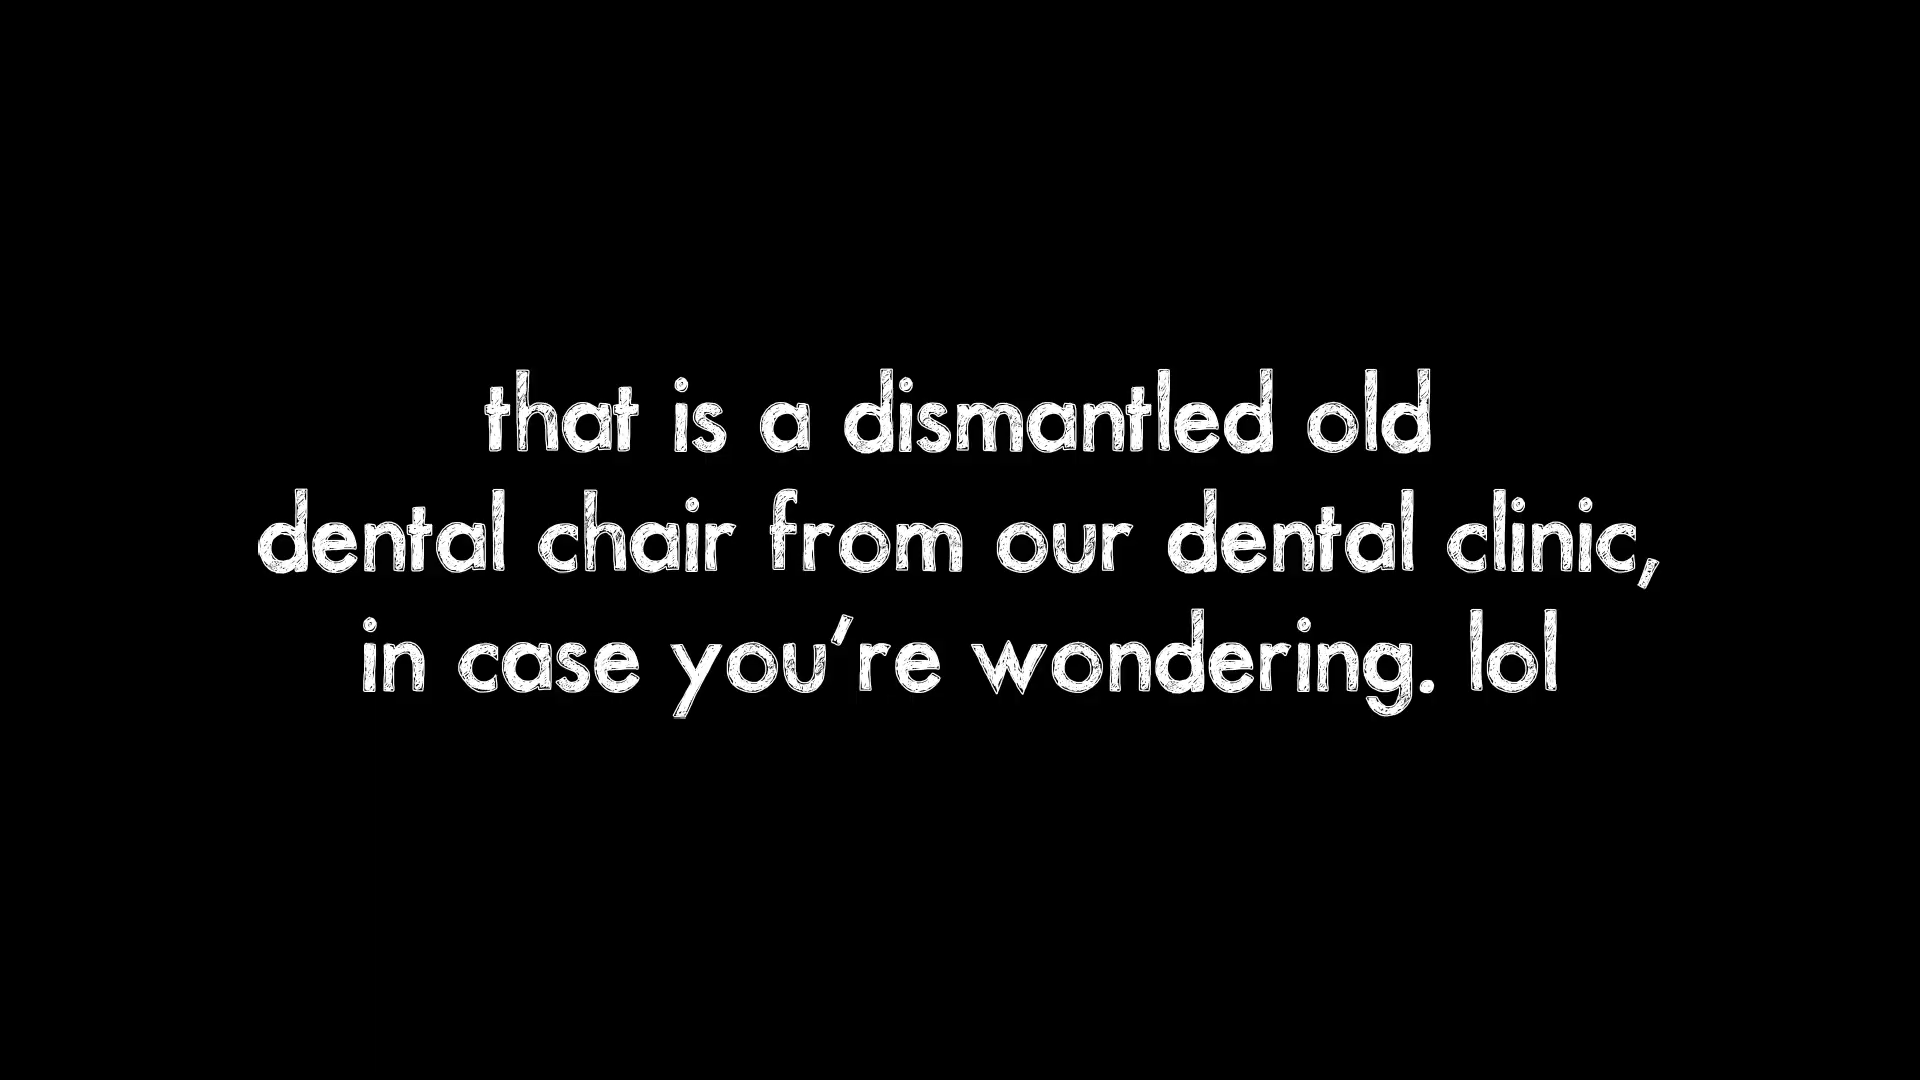 that is a dismantled old
dental chair from our dental clinic,
in case you're wondering. lol